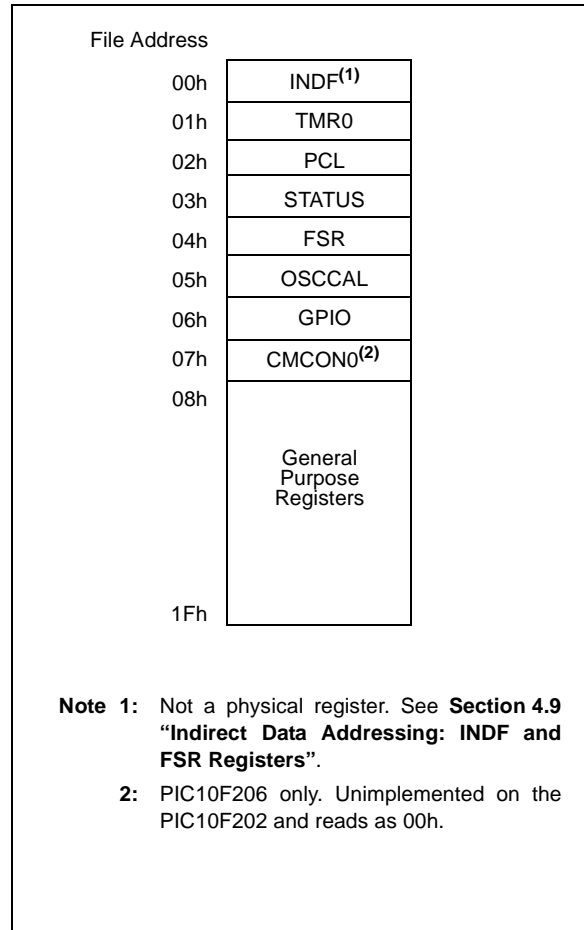 File Address
00h INDF(1)
01h TMR0
02h PCL
03h STATUS
04h FSR
05h OSCCAL
06h GPIO
07h CMCON0(2)
08h
General
Purpose
Registers
1Fh
Note 1: Not a physical register. See Section 4.9
“Indirect Data Addressing: INDF and
FSR Registers”.
2: PIC10F206 only. Unimplemented on the
PIC10F202 and reads as 00h.